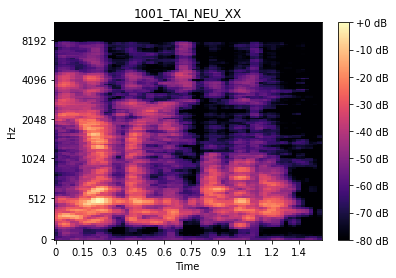 1001_TAI_NEU_XX
+0 dB
8192
-10 dB
4096
-20 dB
-30 dB
2048
Hz
-40 dB
1024
-50 dB
512
-60 dB
-70 dB
0
-80 dB
0 0.15 0.3 0.45 0.6 0.75 0.9 1.1 1.2 1.4
Time